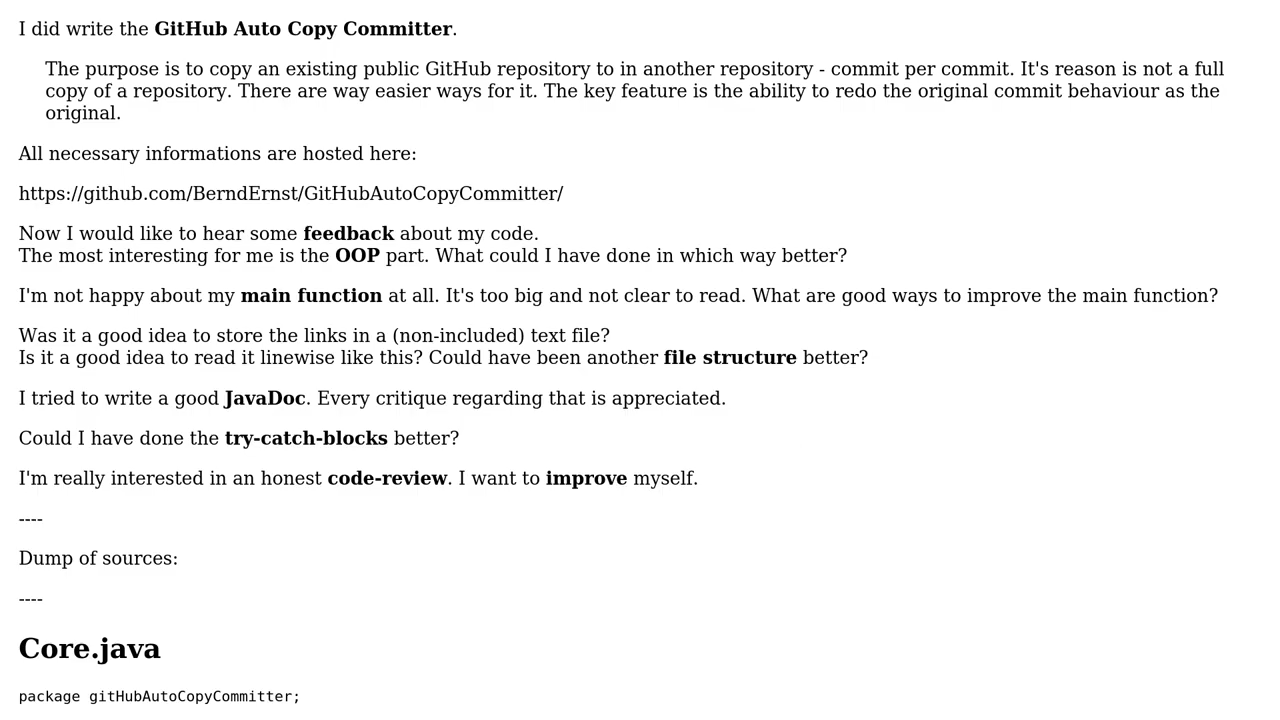 I did write the GitHub Auto Copy Committer.
The purpose is to copy an existing public GitHub repository to in another repository - commit per commit. It's reason is not a full
copy of a repository. There are way easier ways for it. The key feature is the ability to redo the original commit behaviour as the
original.
All necessary informations are hosted here:
https://github.com/BerndErnst/GitHubAutoCopyCommitter/
Now I would like to hear some feedback about my code.
The most interesting for me is the OOP part. What could I have done in which way better?
I'm not happy about my main function at all. It's too big and not clear to read. What are good ways to improve the main function?
Was it a good idea to store the links in a (non-included) text file?
Is it a good idea to read it linewise like this? Could have been another file structure better?
I tried to write a good JavaDoc. Every critique regarding that is appreciated.
Could I have done the try-catch-blocks better?
I'm really interested in an honest code-review. I want to improve myself.
----
Dump of sources:
----
Core.java
package gitHubAutoCopyCommitter;